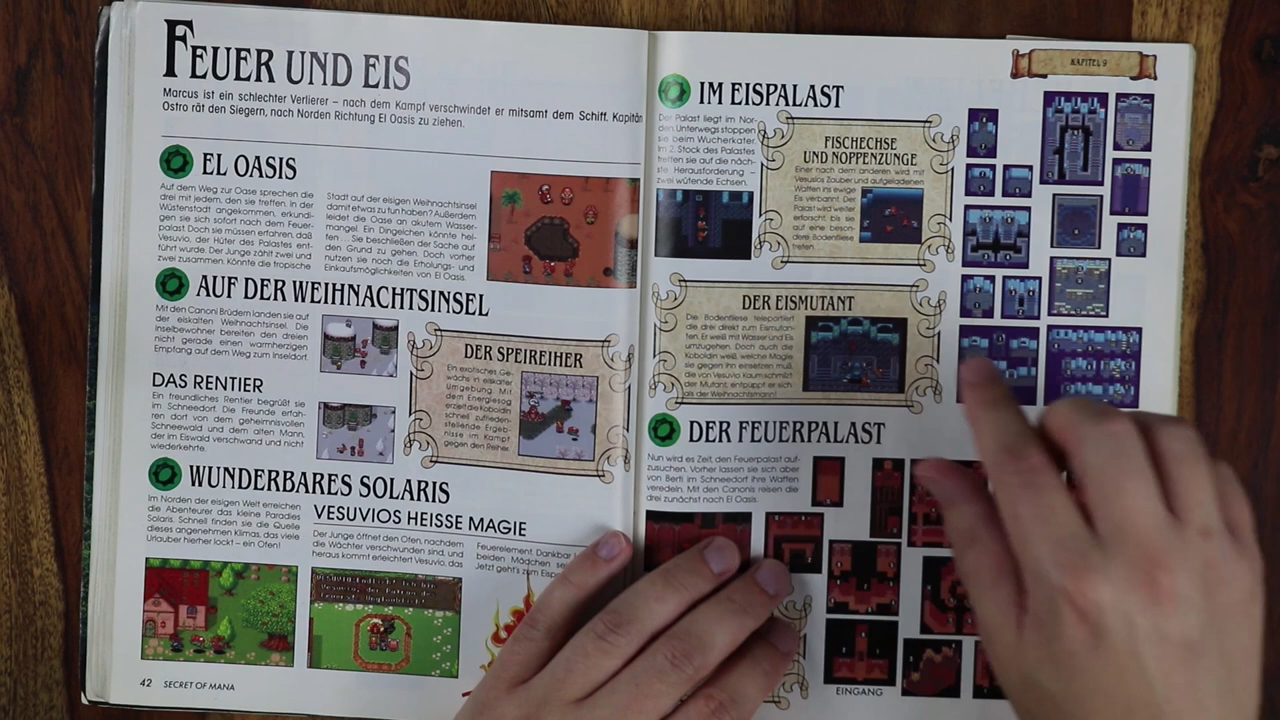 FEUER UND EIS
Marcus ist ein schlechter Verlierer – nach dem Kampf verschwindet er mitsamt dem Schiff. Kapitän
Ostro rät den Siegern, nach Norden Richtung El Oasis zu ziehen.
EL OASIS
Auf dem Weg zur Oase sprechen die
drei mit jedem, den sie treffen. In der
Wüstenstadt angekommen, erkundi-
gen sie sich sofort nach dem Feuer-
palast. Doch sie müssen erfahren, daß
Vesuvio, der Hüter des Palastes ent-
führt wurde. Der Junge zählt zwei und
zwei zusammen. Könnte die tropische
Stadt auf der eisigen Weihnachtsinsel
damit etwas zu tun haben? Außerdem
leidet die Oase an akutem Wasser-
mangel. Ein Dingelchen könnte hel-
fen ... Sie beschließen der Sache auf
den Grund zu gehen. Doch vorher
nutzen sie noch die Erholungs- und
Einkaufsmöglichkeiten von El Oasis.
AUF DER WEIHNACHTSINSEL
Mit den Canoni Brüdern landen sie auf
der eiskalten Weihnachtsinsel. Die
Inselbewohner bereiten den dreien
nicht gerade einen warmherzigen
Empfang auf dem Weg zum Inseldorf.
DAS RENTIER
Ein freundliches Rentier begrüßt sie
im Schneedorf. Die Freunde erfah-
ren dort von dem geheimnisvollen
Schneewald und dem alten Mann,
der im Eiswald verschwand und nicht
wiederkehrte.
DER SPEIREIHER
Ein exotisches Ge-
wächs in eiskalter
Umgebung. Mit
dem Energiesog
erzielt die Koboldin
schnell zufrieden-
stellende Ergeb-
nisse im Kampf
gegen den Reiher.
WUNDERBARES SOLARIS
Im Norden der eisigen Welt erreichen
die Abenteurer das kleine Paradies
Solaris. Schnell finden sie die Quelle
dieses angenehmen Klimas, das viele
Urlauber hierher lockt – ein Ofen!
VESUVIOS HEISSE MAGIE
Der Junge öffnet den Ofen, nachdem
die Wächter verschwunden sind, und
heraus kommt erleichtert Vesuvio, das
Feuerelement. Dankbar
beiden Mädchen
Jetzt geht's zum
VESUVIO:Endlich! Ich bin
Vesuvio, der Patron des
42 SECRET OF MANA
KAPITEL 9
IM EISPALAST
Der Palast liegt im Nor-
den. Unterwegs stoppen
sie beim Wucherkater.
Im 2. Stock des Palastes
treffen sie auf die näch-
ste Herausforderung –
zwei wütende Echsen.
FISCHECHSE
UND NOPPENZUNGE
Einer nach dem anderen wird mit
Vesuvios Zauber und aufgeladenen
Waffen ins ewige
Eis verbannt. Der
Palast wird weiter
erforscht, bis sie
auf eine beson-
dere Bodenfliese
treten.
DER EISMUTANT
Die Bodenfliese teleportiert
die drei direkt zum Eismutan-
ten. Er weiß mit Wasser und Eis
umzugehen. Doch auch die
Koboldin weiß, welche Magie
sie gegen ihn einsetzen muß,
die von Vesuvio. Kaum schmilzt
der Mutant, entpuppt er sich
als der Weihnachtsmann!
DER FEUERPALAST
Nun wird es Zeit, den Feuerpalast auf-
zusuchen. Vorher lassen sie sich aber
von Berti im Schneedorf ihre Waffen
veredeln. Mit den Canonis reisen die
drei zunächst nach El Oasis.
EINGANG